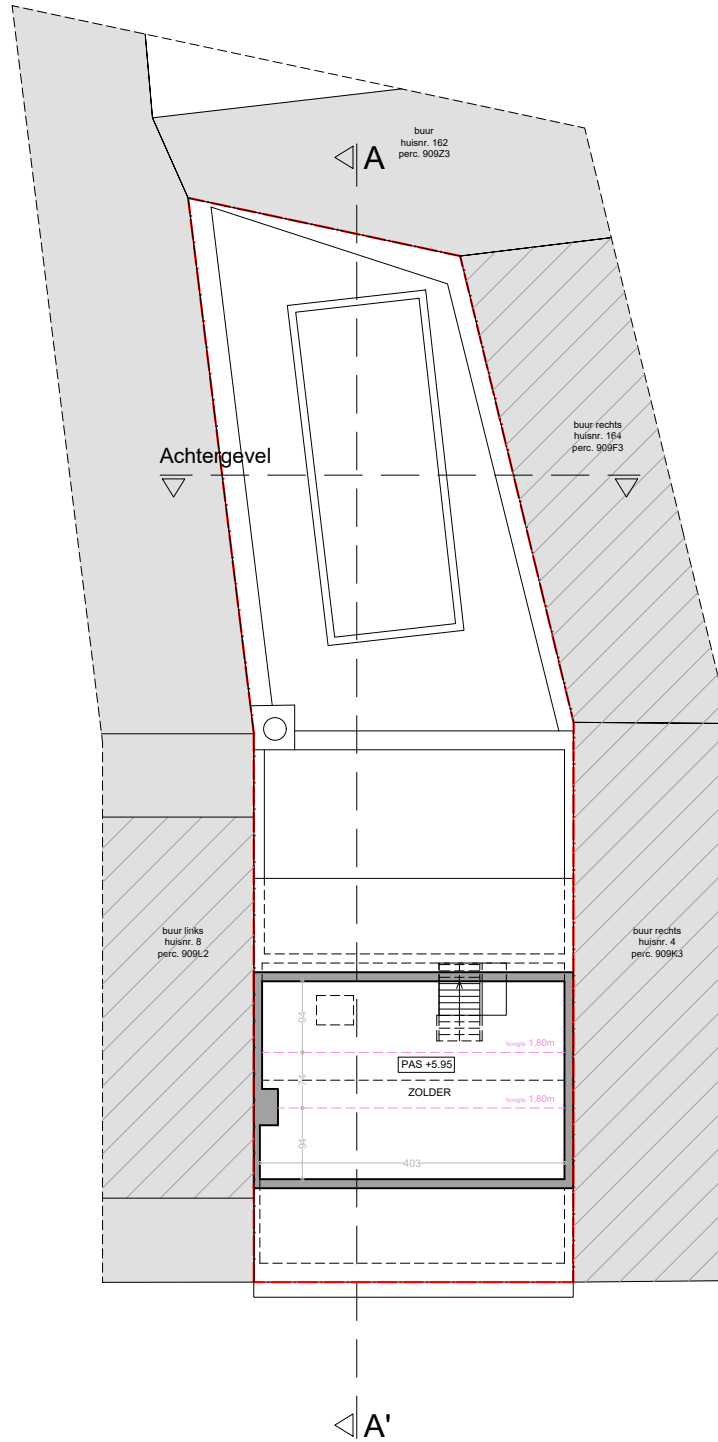 buur
huisnr. 162
perc. 909Z3
A
buur rechts
huisnr. 164
perc. 909F3
Achtergevel
buur links
huisnr. 8
perc. 909L2
buur rechts
huisnr. 4
perc. 909K3
94
hoogte 1,80m
PAS +5.95
74
ZOLDER
hoogte 1,80m
94
403
A'